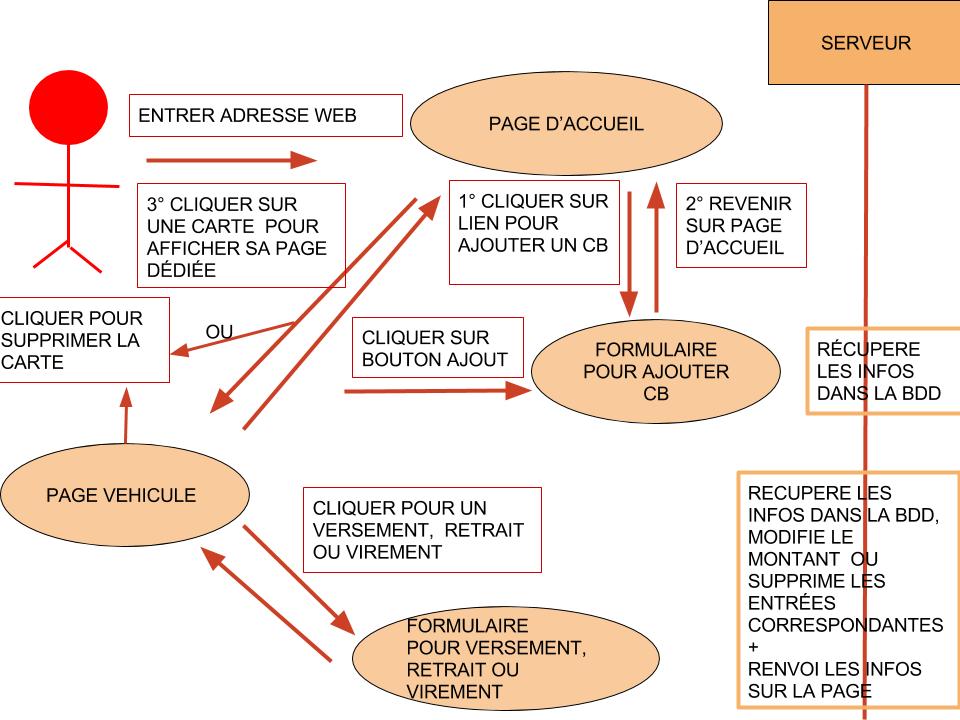 SERVEUR
ENTRER ADRESSE WEB
PAGE D'ACCUEIL
3° CLIQUER SUR
UNE CARTE  POUR
AFFICHER SA PAGE
DÉDIÉE
1° CLIQUER SUR
LIEN POUR
AJOUTER UN CB
2° REVENIR
SUR PAGE
D'ACCUEIL
CLIQUER POUR
SUPPRIMER LA
CARTE
OU
CLIQUER SUR
BOUTON AJOUT
FORMULAIRE
POUR AJOUTER
CB
RÉCUPERE
LES INFOS
DANS LA BDD
PAGE VEHICULE
CLIQUER POUR UN
VERSEMENT,  RETRAIT
OU VIREMENT
RECUPERE LES
INFOS DANS LA BDD,
MODIFIE LE
MONTANT  OU
SUPPRIME LES
ENTRÉES
CORRESPONDANTES
+
RENVOI LES INFOS
SUR LA PAGE
FORMULAIRE
POUR VERSEMENT,
RETRAIT OU
VIREMENT